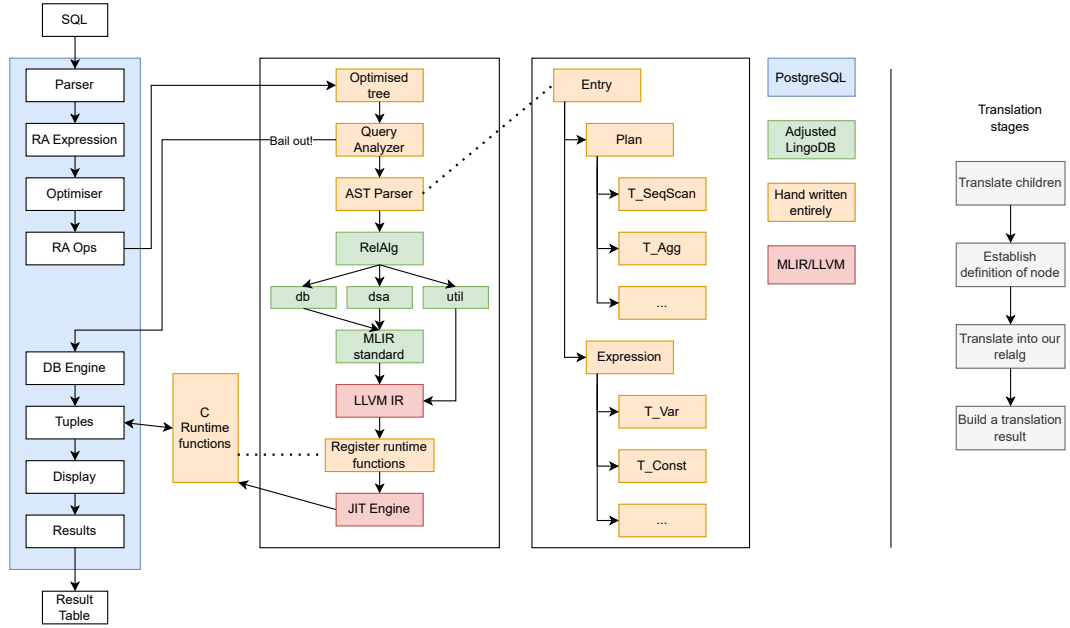 SQL
Parser
RA Expression
Optimiser
RA Ops
DB Engine
Tuples
Display
Results
Result
Table
C
Runtime
functions
Bail out!
Optimised
tree
Query
Analyzer
AST Parser
RelAlg
db
dsa
util
MLIR
standard
LLVM IR
Register runtime
functions
JIT Engine
Entry
Plan
T_SeqScan
T_Agg
...
Expression
T_Var
T_Const
...
PostgreSQL
Adjusted
LingoDB
Hand written
entirely
MLIR/LLVM
Translation
stages
Translate children
Establish
definition of node
Translate into our
relalg
Build a translation
result